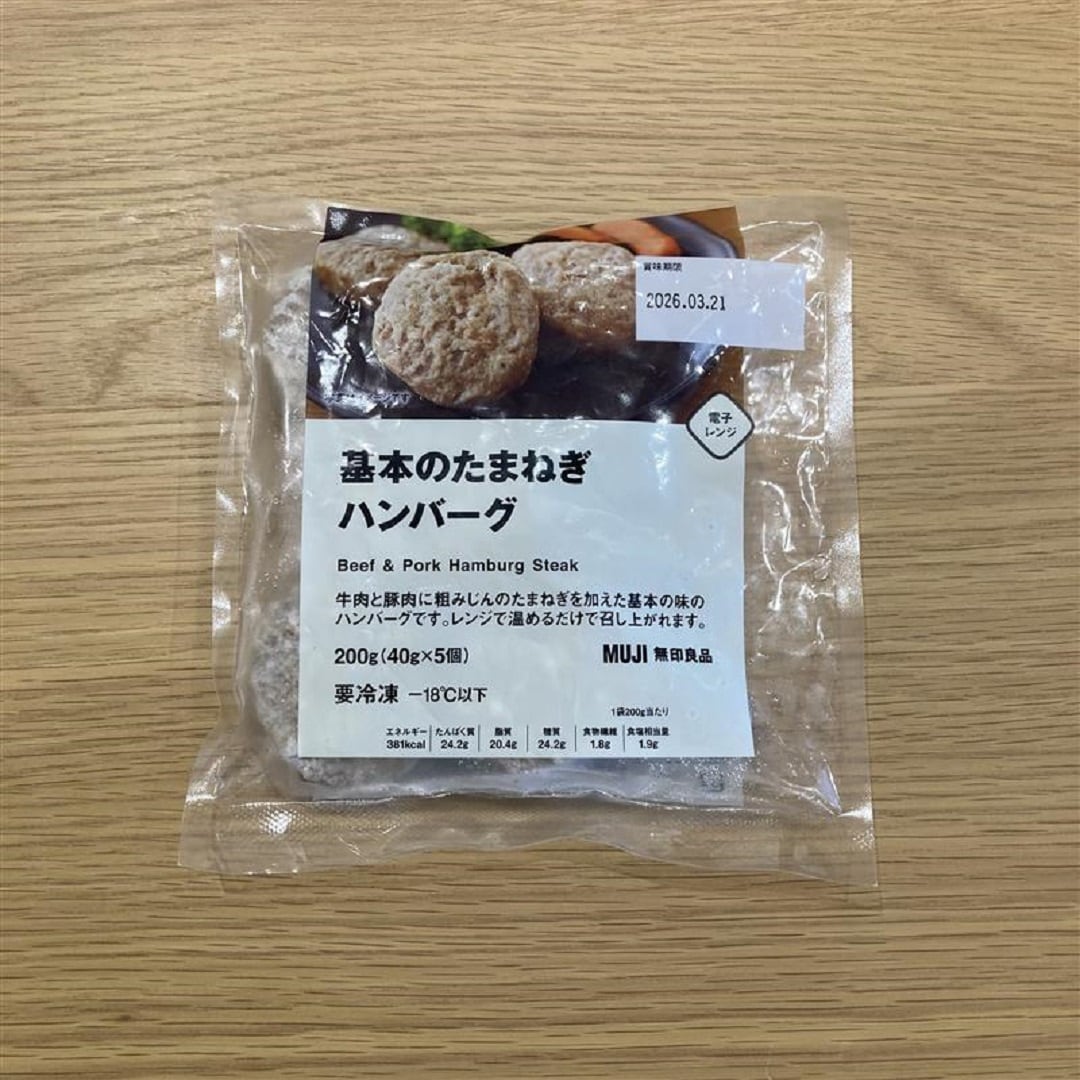 賞味期限
2026.03.21
電子
レンジ
基本のたまねぎ
ハンバーグ
Beef & Pork Hamburg Steak
牛肉と豚肉に粗みじんのたまねぎを加えた基本の味の
ハンバーグです。レンジで温めるだけで召し上がれます。
200g(40g×5個)
MUJI 無印良品
要冷凍 −18℃以下
1袋200g当たり
エネルギー たんぱく質 脂質 糖質 食物繊維 食塩相当量
381kcal 24.2g 20.4g 24.2g 1.8g 1.9g